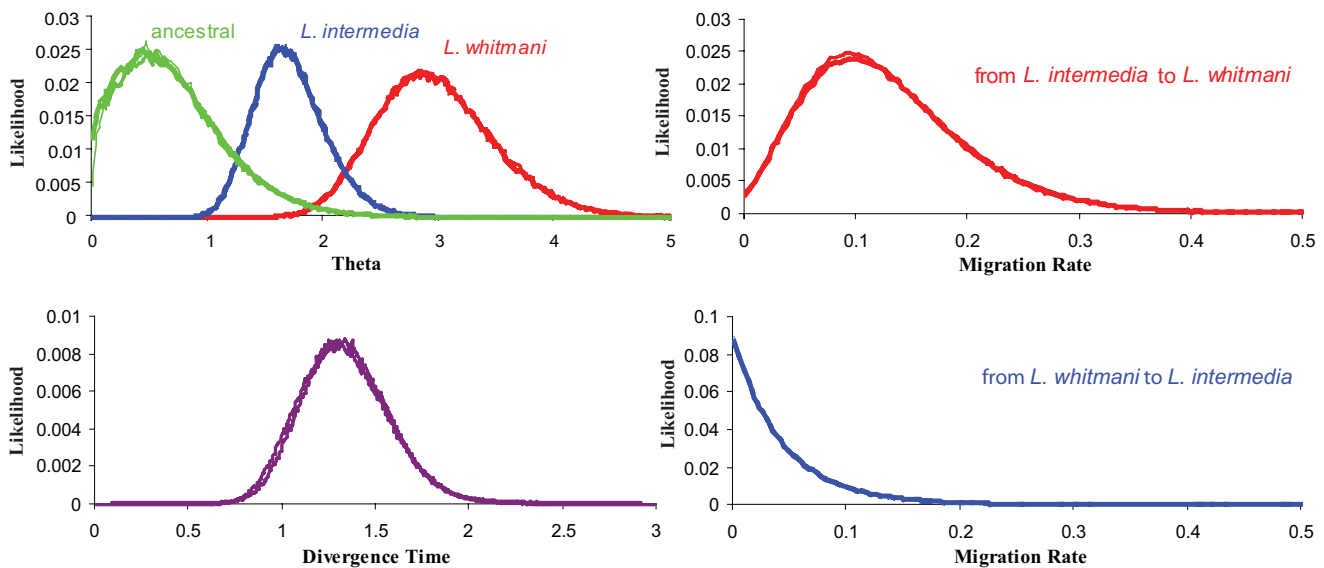 ancestral
L. intermedia
L. whitmani
Likelihood
0.03
0.025
0.02
0.015
0.01
0.005
0
0 1 2 3 4 5
Theta
from L. intermedia to L. whitmani
Likelihood
0.03
0.025
0.02
0.015
0.01
0.005
0
0 0.1 0.2 0.3 0.4 0.5
Migration Rate
Likelihood
0.01
0.008
0.006
0.004
0.002
0
0 0.5 1 1.5 2 2.5 3
Divergence Time
from L. whitmani to L. intermedia
Likelihood
0.1
0.08
0.06
0.04
0.02
0
0 0.1 0.2 0.3 0.4 0.5
Migration Rate